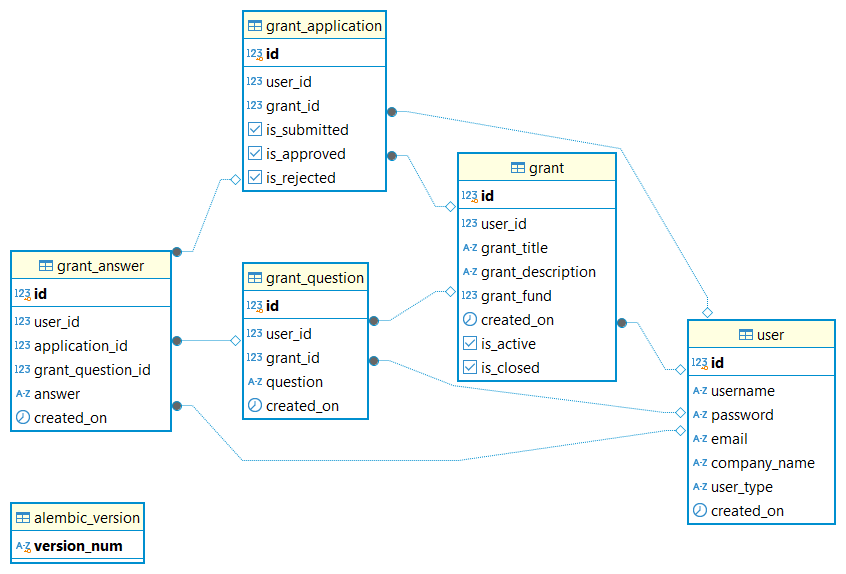 grant_application
123 id
123 user_id
123 grant_id
is_submitted
is_approved
is_rejected
grant
123 id
123 user_id
A-Z grant_title
A-Z grant_description
123 grant_fund
created_on
is_active
is_closed
grant_answer
123 id
123 user_id
123 application_id
123 grant_question_id
A-Z answer
created_on
grant_question
123 id
123 user_id
123 grant_id
A-Z question
created_on
user
123 id
A-Z username
A-Z password
A-Z email
A-Z company_name
A-Z user_type
created_on
alembic_version
A-Z version_num